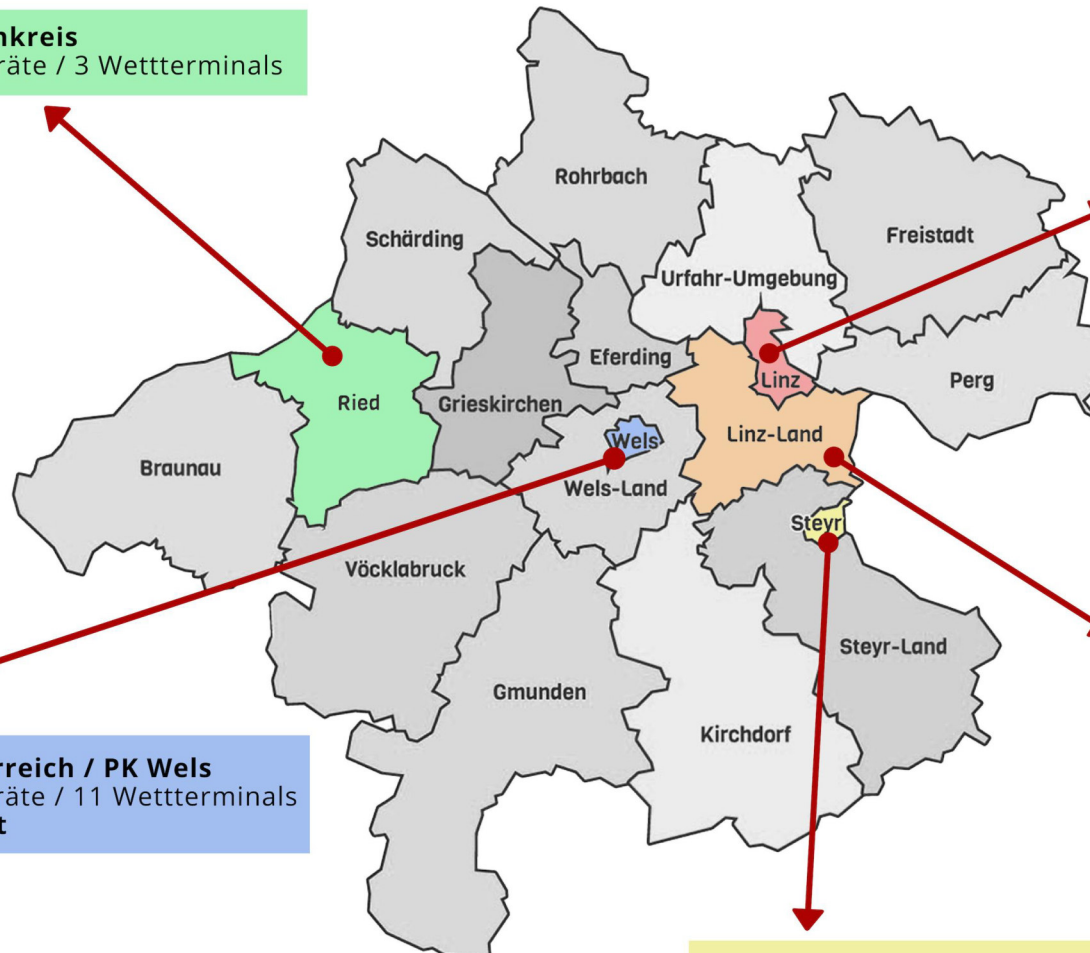 nkreis
räte / 3 Wettterminals
Rohrbach
Schärding
Freistadt
Urfahr-Umgebung
Eferding
Linz
Perg
Ried
Grieskirchen
Wels
Linz-Land
Braunau
Wels-Land
Steyr
Vöcklabruck
Steyr-Land
Gmunden
Kirchdorf
rreich / PK Wels
räte / 11 Wettterminals
t